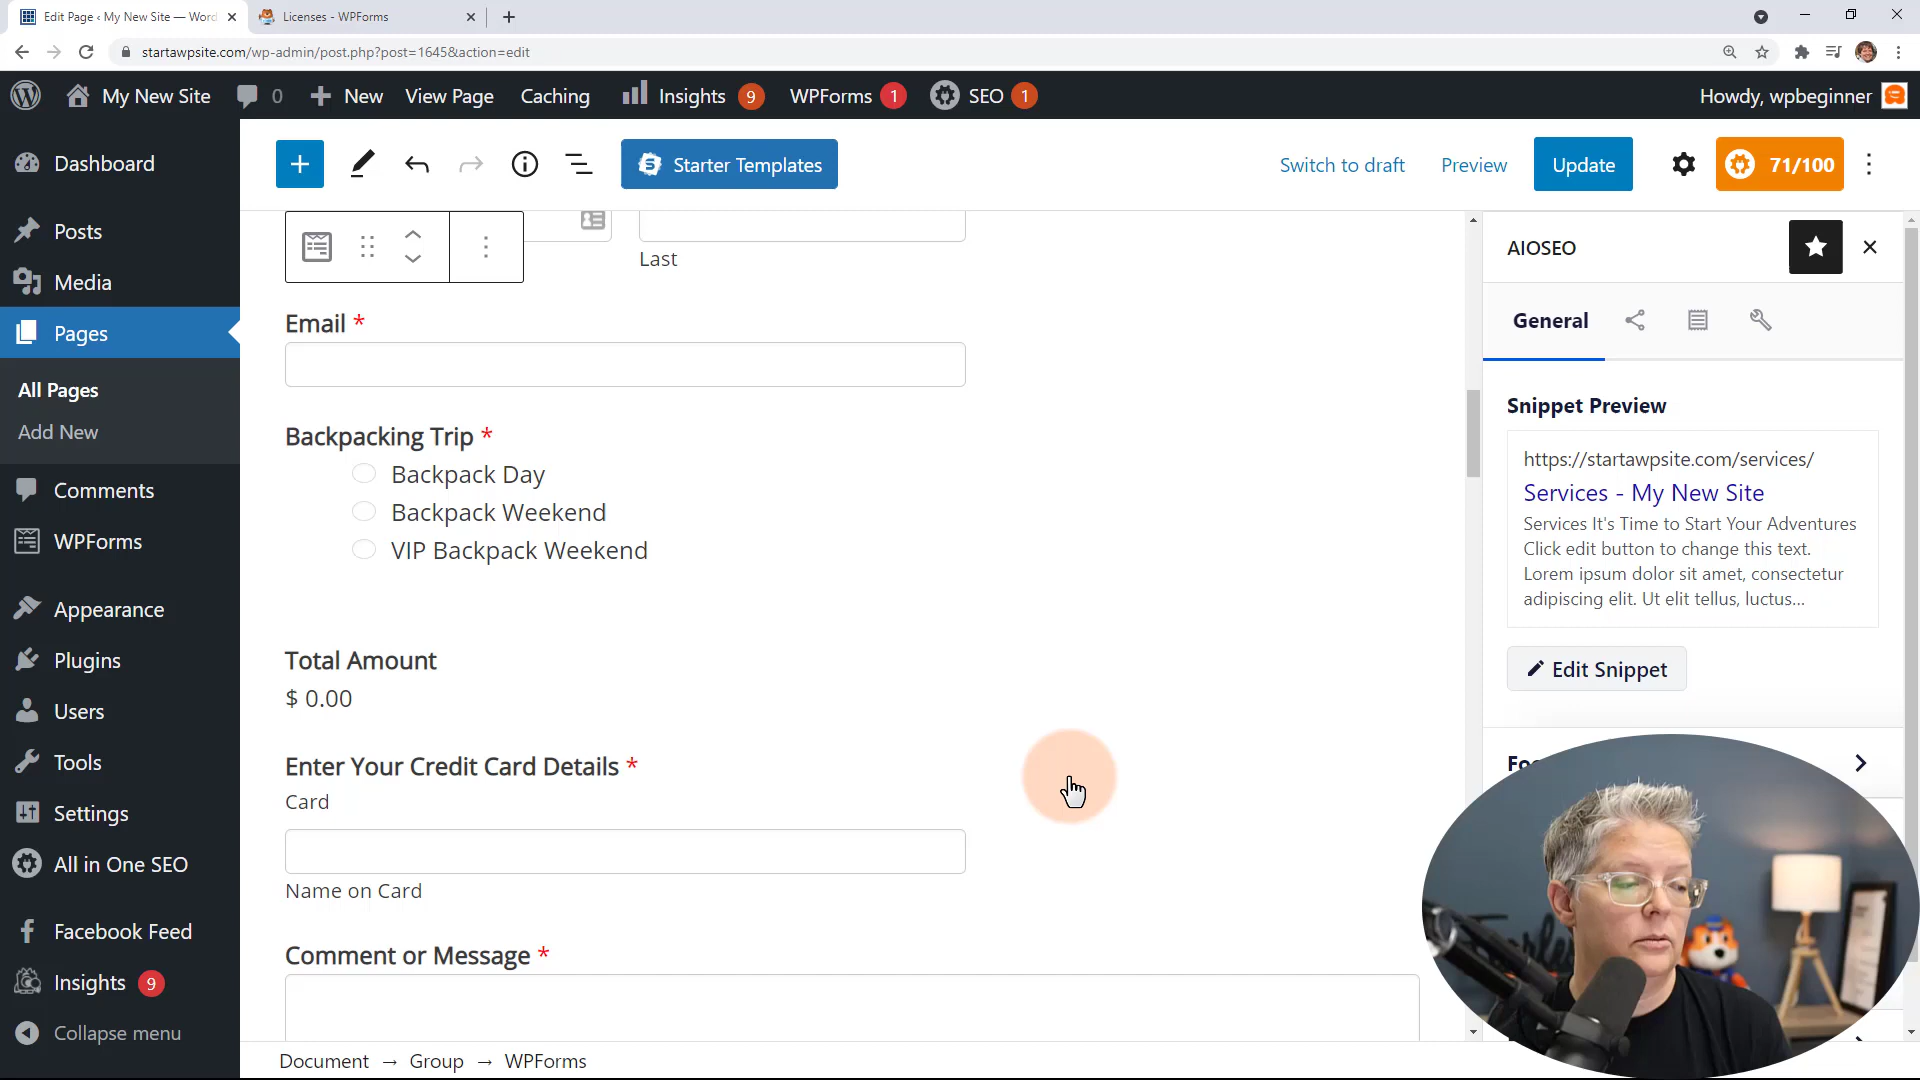 Edit Page ‹ My New Site — Word
Licenses - WPForms
startawpsite.com/wp-admin/post.php?post=1645&action=edit
My New Site
0
New
View Page
Caching
Insights 9
WPForms 1
SEO 1
Howdy, wpbeginner
Dashboard
Posts
Media
Pages
All Pages
Add New
Comments
WPForms
Appearance
Plugins
Users
Tools
Settings
All in One SEO
Facebook Feed
Insights 9
Collapse menu
Starter Templates
Switch to draft
Preview
Update
71/100
Last
Email *
Backpacking Trip *
Backpack Day
Backpack Weekend
VIP Backpack Weekend
Total Amount
$ 0.00
Enter Your Credit Card Details *
Card
Name on Card
Comment or Message *
Document → Group → WPForms
AIOSEO
General
Snippet Preview
https://startawpsite.com/services/
Services - My New Site
Services It's Time to Start Your Adventures
Click edit button to change this text.
Lorem ipsum dolor sit amet, consectetur
adipiscing elit. Ut elit tellus, luctus...
Edit Snippet